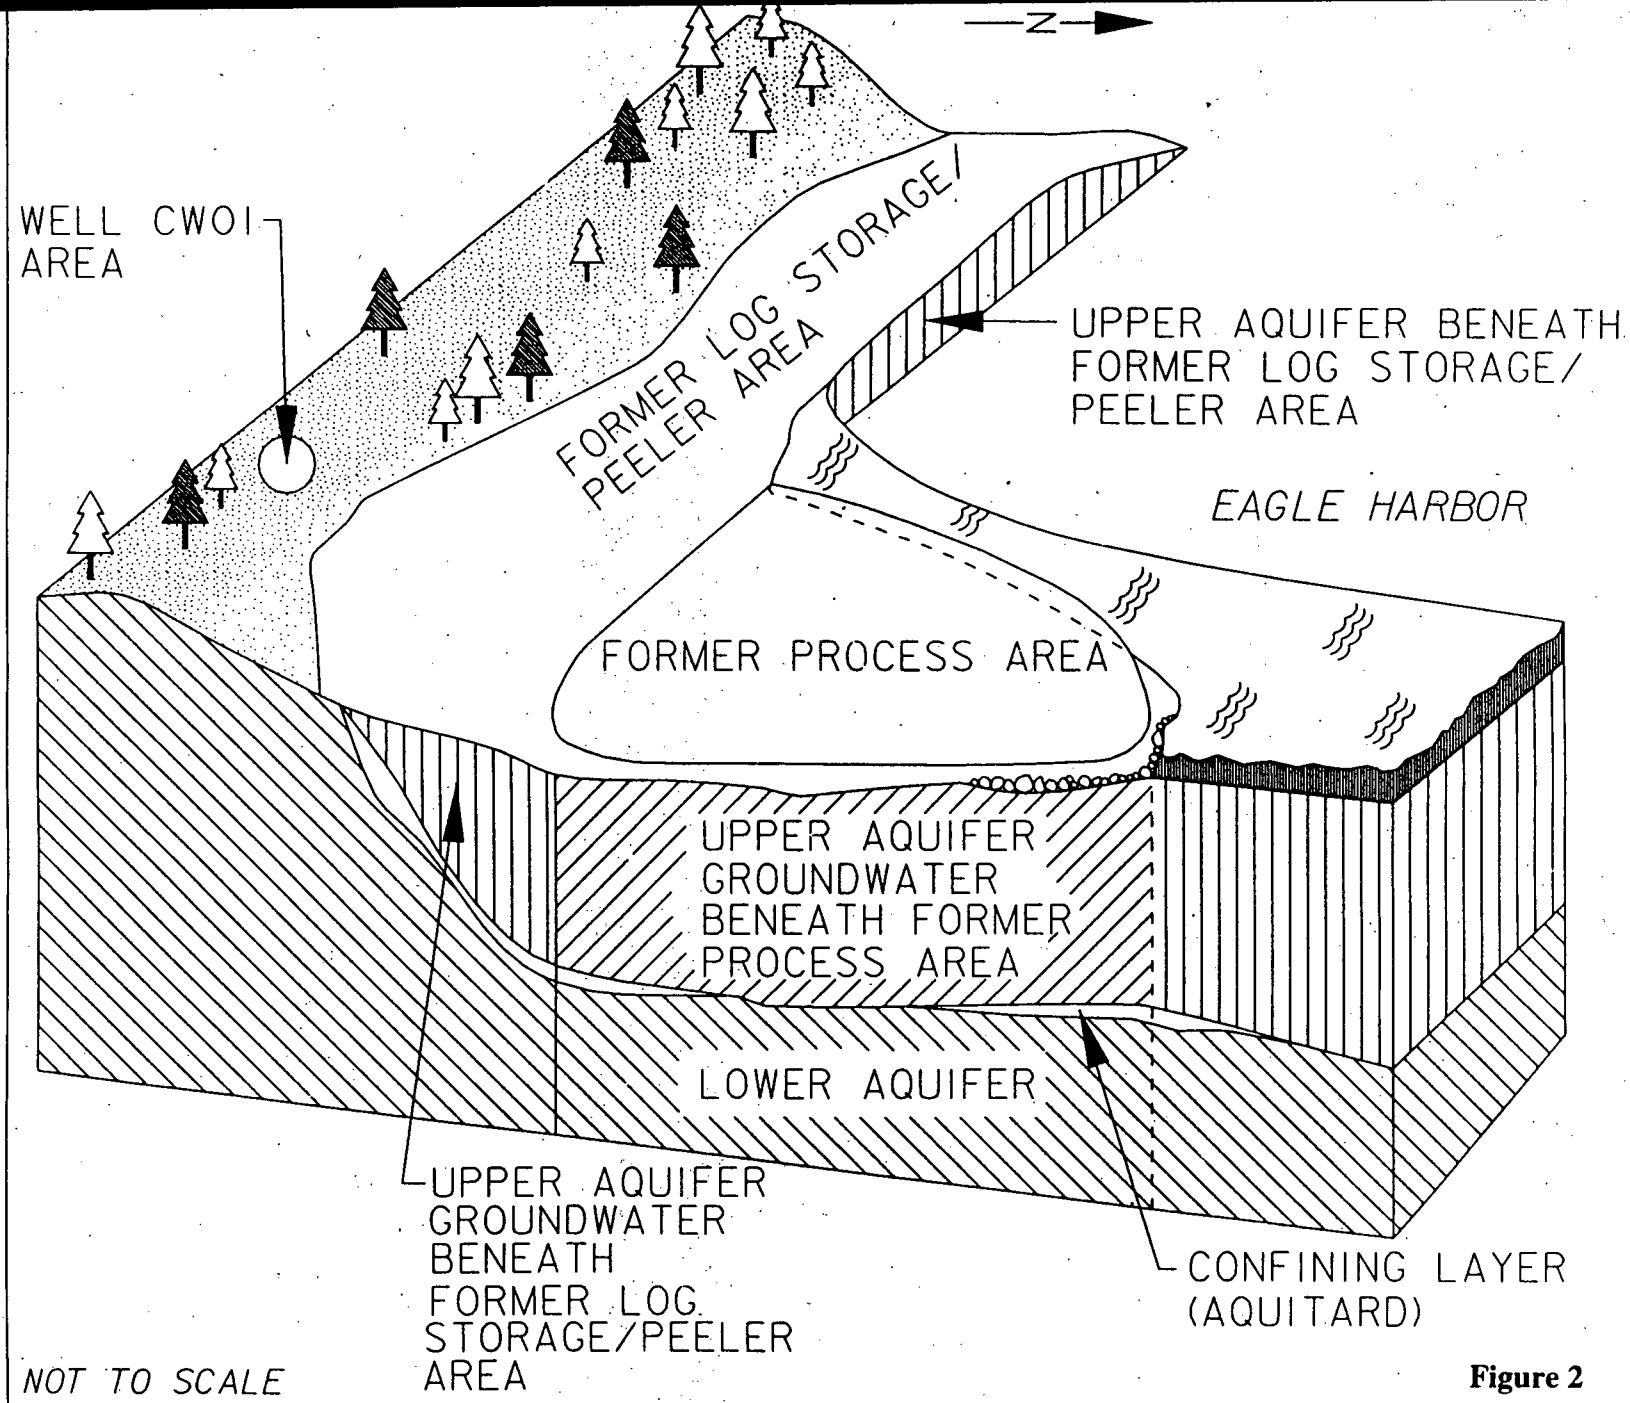 N
WELL CW01
AREA
FORMER LOG STORAGE/
PEELER AREA
UPPER AQUIFER BENEATH
FORMER LOG STORAGE/
PEELER AREA
EAGLE HARBOR
FORMER PROCESS AREA
UPPER AQUIFER
GROUNDWATER
BENEATH FORMER
PROCESS AREA
LOWER AQUIFER
UPPER AQUIFER
GROUNDWATER
BENEATH
FORMER LOG
STORAGE/PEELER
AREA
CONFINING LAYER
(AQUITARD)
NOT TO SCALE
Figure 2